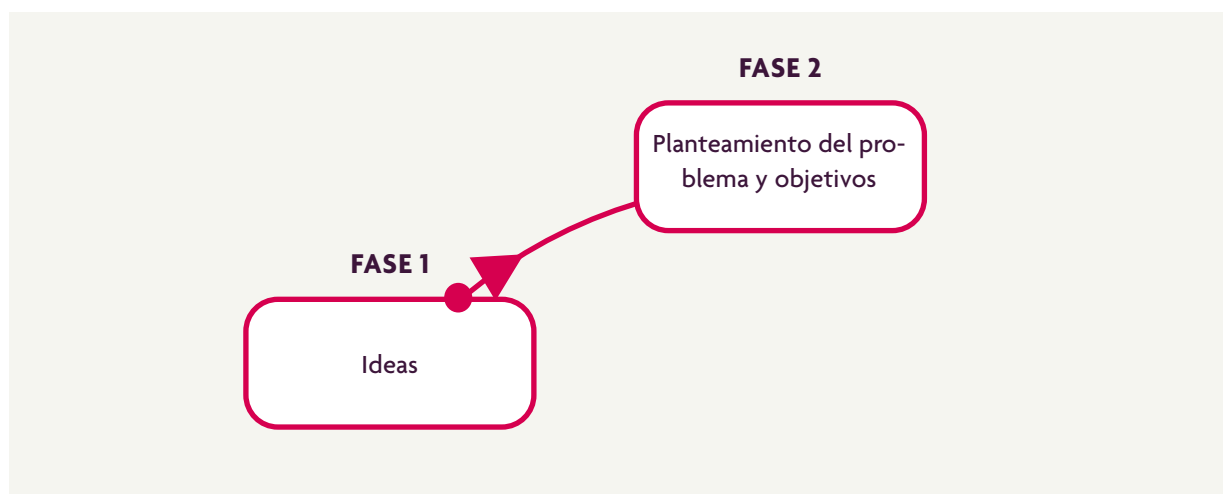 FASE 2
Planteamiento del pro-
blema y objetivos
FASE 1
Ideas